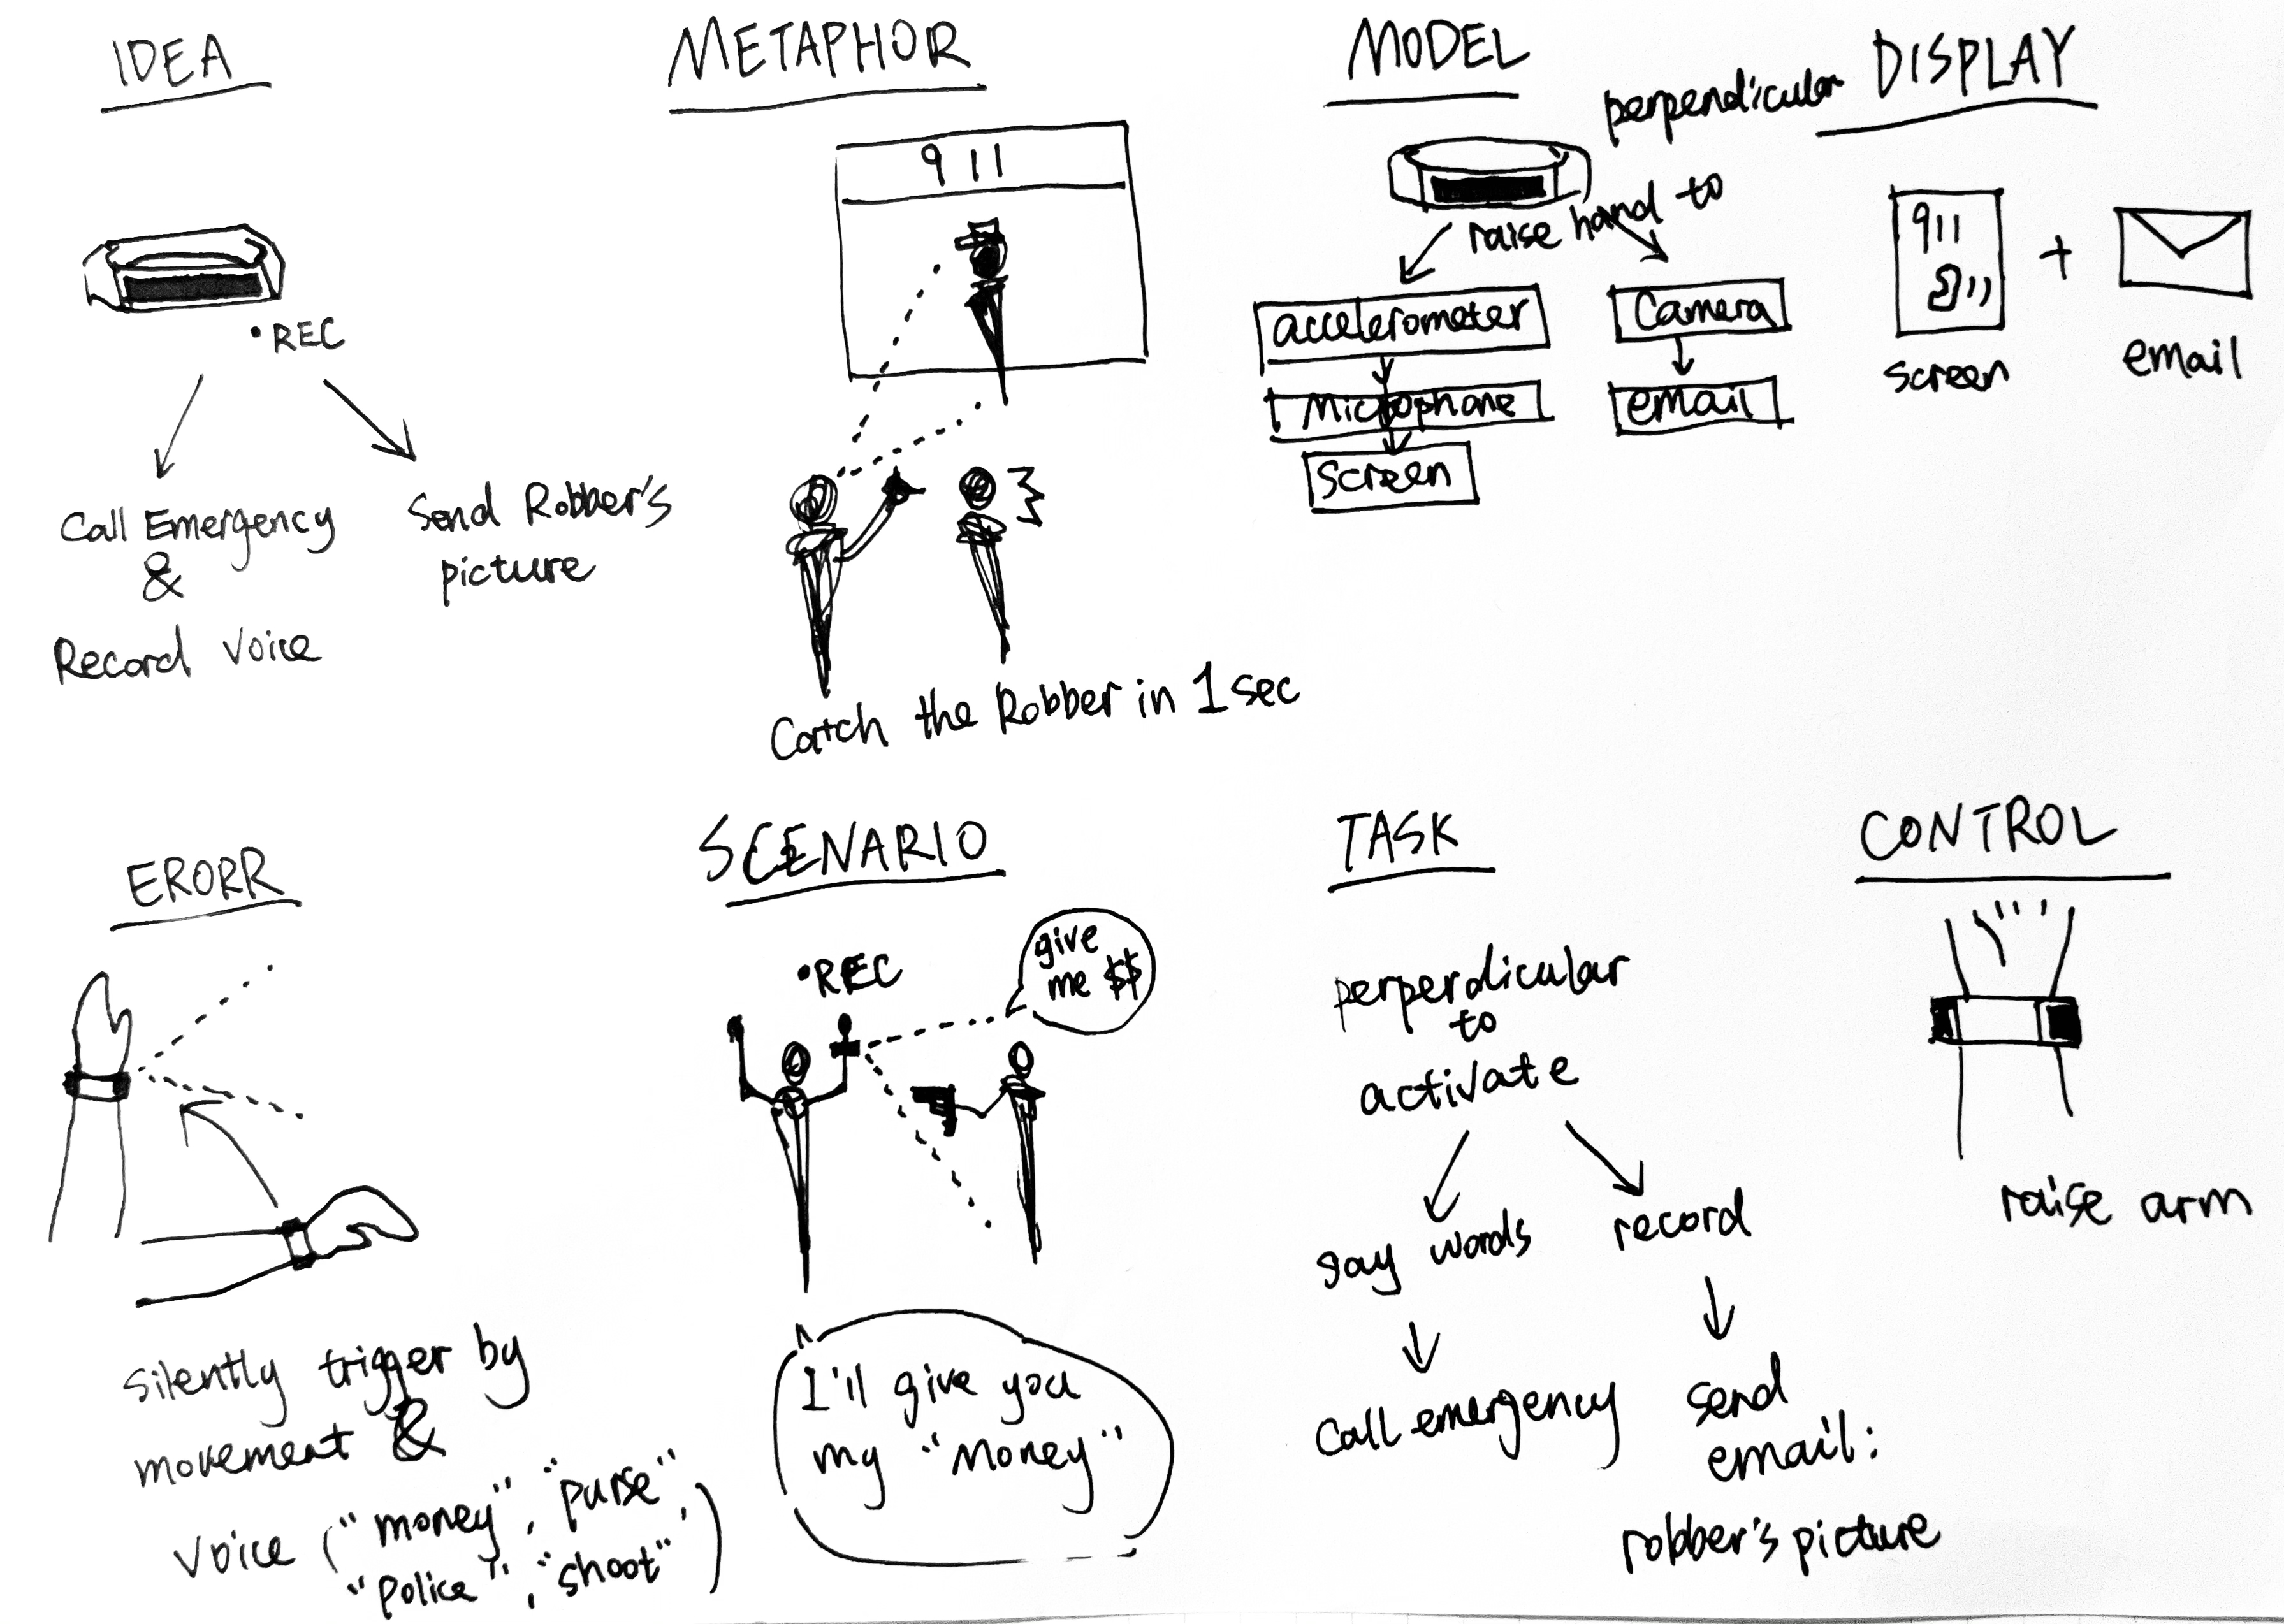 IDEA
•REC
Call Emergency
&
Record Voice
Send Robber's
picture
METAPHOR
911
Catch the Robber in 1 sec
MODEL
perpendicular
raise hand to
accelerometer
Microphone
Screen
Camera
email
DISPLAY
911
+
screen
email
ERORR
silently trigger by
movement &
voice ("money", "purse",
"police", "shoot")
SCENARIO
•REC
give
me $$
I'll give you
my "Money"
TASK
perperdicular
to
activate
say words
record
Call emergency
send
email:
robber's picture
CONTROL
raise arm